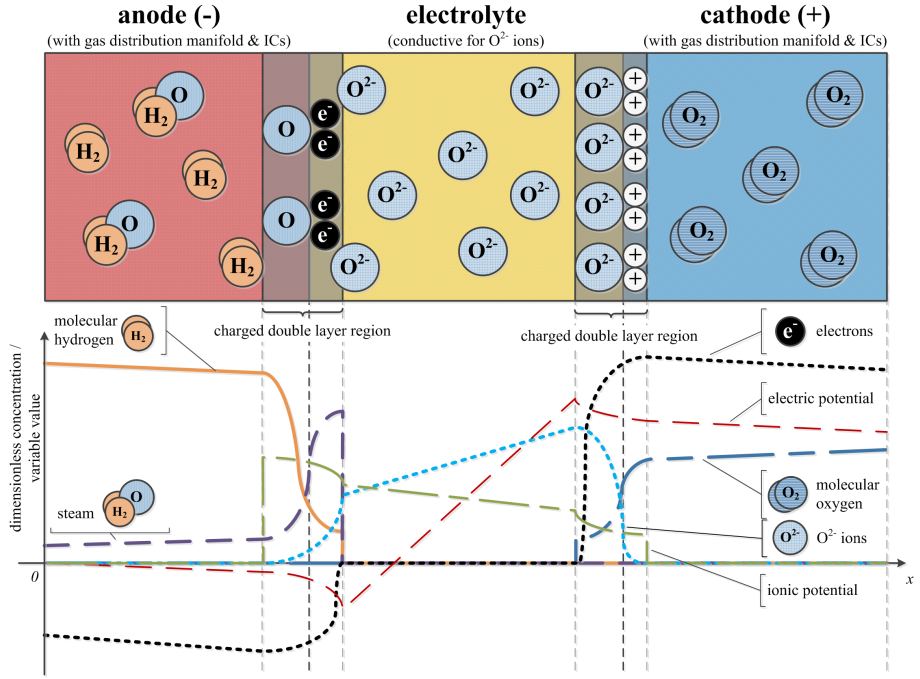 anode (-)
(with gas distribution manifold & ICs)
electrolyte
(conductive for O²⁻ ions)
cathode (+)
(with gas distribution manifold & ICs)
O
H₂
H₂
H₂
O
H₂
H₂
O
e⁻
e⁻
O
e⁻
e⁻
O²⁻
O²⁻
O²⁻
O²⁻
O²⁻
O²⁻
O²⁻
O²⁻
O²⁻
O²⁻
O²⁻
+
+
+
+
+
+
+
+
O₂
O₂
O₂
O₂
O₂
charged double layer region
charged double layer region
molecular
hydrogen
H₂
e⁻
electrons
electric potential
O₂
molecular
oxygen
O²⁻
O²⁻ ions
ionic potential
steam
H₂
O
dimensionless concentration /
variable value
0
x